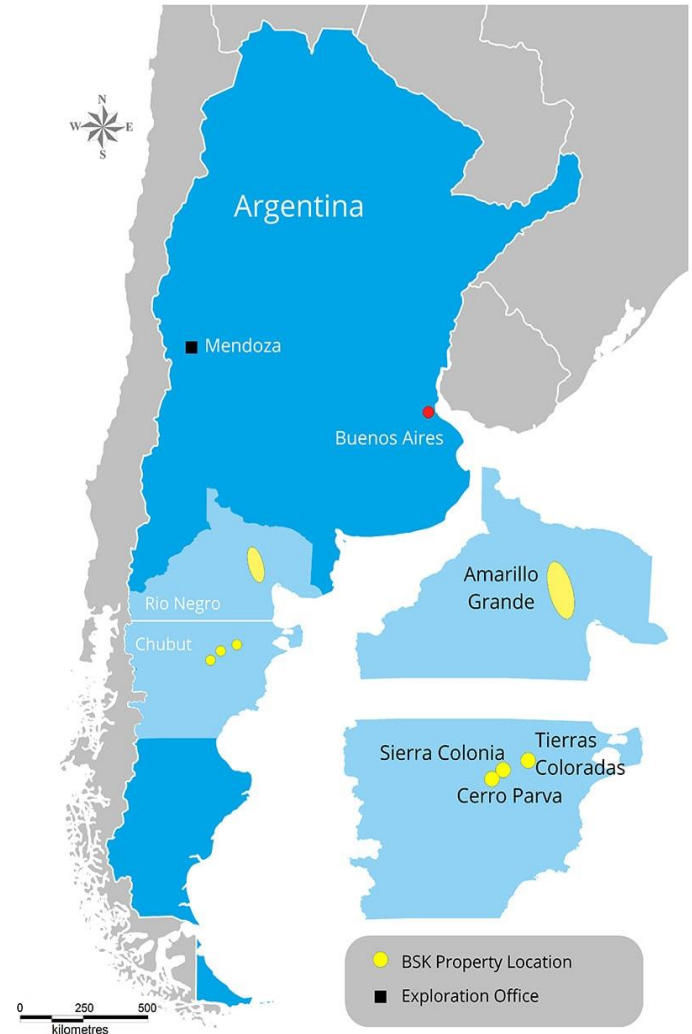 N
W E
S
Argentina
Mendoza
Buenos Aires
Rio Negro
Chubut
Amarillo
Grande
Sierra Colonia
Tierras
Coloradas
Cerro Parva
BSK Property Location
Exploration Office
0 250 500
kilometres